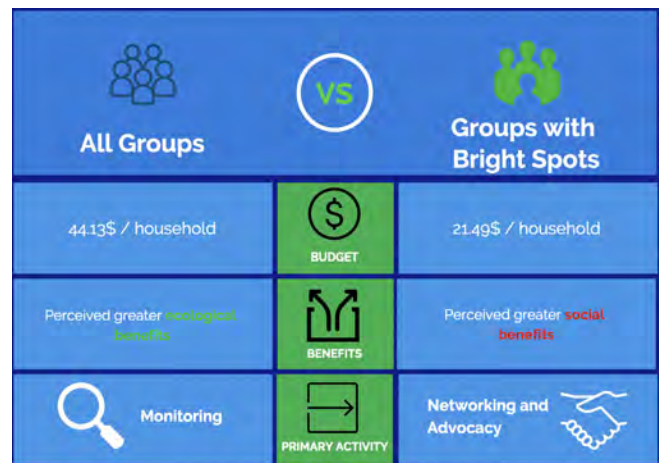 All Groups
VS
Groups with
Bright Spots
44.13$ / household
BUDGET
21.49$ / household
Perceived greater ecological
benefits
BENEFITS
Perceived greater social
benefits
Monitoring
PRIMARY ACTIVITY
Networking and
Advocacy